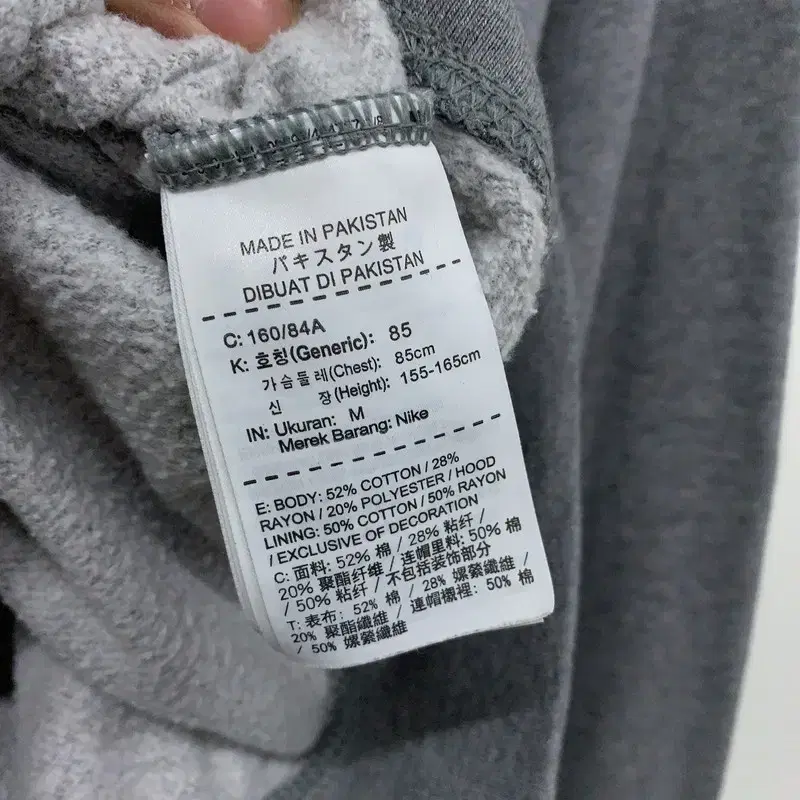 MADE IN PAKISTAN
パキスタン製
DIBUAT DI PAKISTAN
C: 160/84A
K: 호칭(Generic): 85
가슴둘레(Chest): 85cm
신 장(Height): 155-165cm
IN: Ukuran: M
Merek Barang: Nike
E: BODY: 52% COTTON / 28%
RAYON / 20% POLYESTER / HOOD
LINING: 50% COTTON / 50% RAYON
/ EXCLUSIVE OF DECORATION
C: 面料: 52% 棉 / 28% 粘纤 /
20% 聚酯纤维 / 连帽里料: 50% 棉
/ 50% 粘纤 / 不包括装饰部分
T: 表布: 52% 棉 / 28% 嫘縈纖維 /
20% 聚酯纖維 / 連帽襯裡: 50% 棉
/ 50% 嫘縈纖維